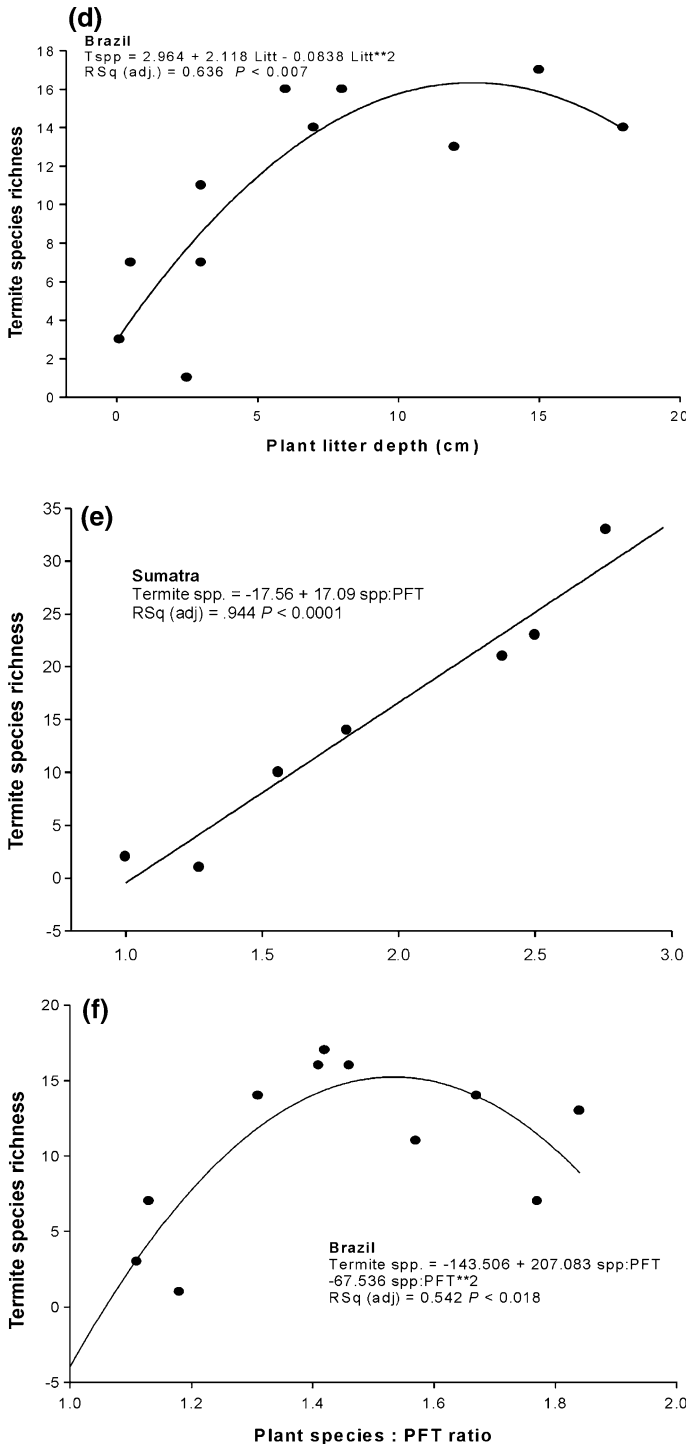 (d)
Brazil
Tspp = 2.964 + 2.118 Litt - 0.0838 Litt**2
RSq (adj.) = 0.636 P < 0.007
Termite species richness
18
16
14
12
10
8
6
4
2
0
0 5 10 15 20
Plant litter depth (cm)
(e)
Sumatra
Termite spp. = -17.56 + 17.09 spp:PFT
RSq (adj) = .944 P < 0.0001
Termite species richness
35
30
25
20
15
10
5
0
-5
1.0 1.5 2.0 2.5 3.0
(f)
Termite species richness
20
15
10
5
0
-5
Brazil
Termite spp. = -143.506 + 207.083 spp:PFT
-67.536 spp:PFT**2
RSq (adj) = 0.542 P < 0.018
1.0 1.2 1.4 1.6 1.8 2.0
Plant species : PFT ratio